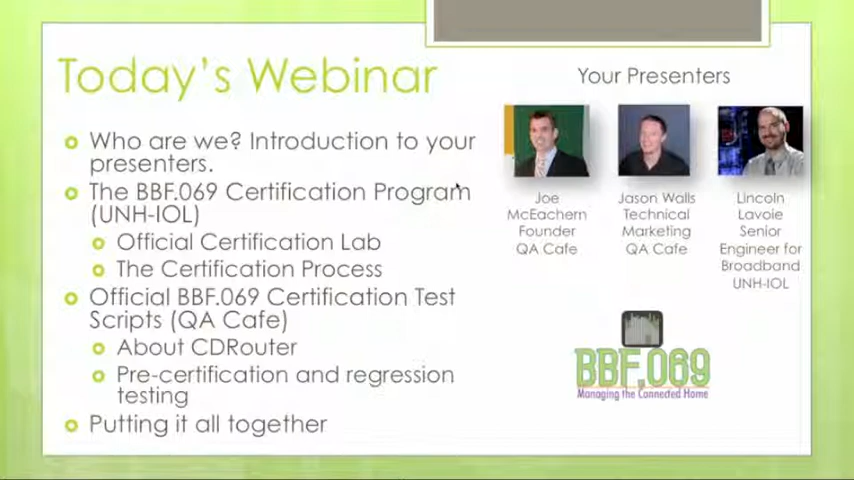 Today's Webinar
Who are we? Introduction to your
presenters.
The BBF.069 Certification Program
(UNH-IOL)
Official Certification Lab
The Certification Process
Official BBF.069 Certification Test
Scripts (QA Cafe)
About CDRouter
Pre-certification and regression
testing
Putting it all together
Your Presenters
Joe
McEachern
Founder
QA Cafe
Jason Walls
Technical
Marketing
QA Cafe
Lincoln
Lavoie
Senior
Engineer for
Broadband
UNH-IOL
BBF.069
Managing the Connected Home